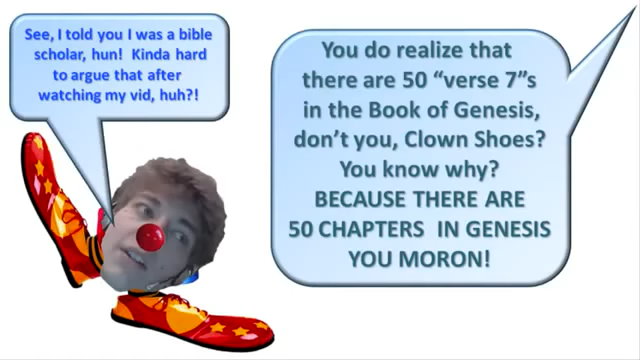 See, I told you I was a bible
scholar, hun!  Kinda hard
to argue that after
watching my vid, huh?!
You do realize that
there are 50 “verse 7”s
in the Book of Genesis,
don’t you, Clown Shoes?
You know why?
BECAUSE THERE ARE
50 CHAPTERS  IN GENESIS
YOU MORON!